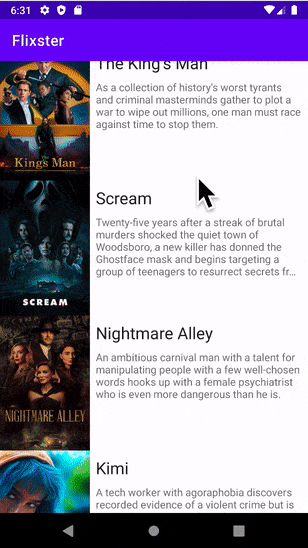 6:31
Flixster
The King's Man
As a collection of history's worst tyrants
and criminal masterminds gather to plot a
war to wipe out millions, one man must race
against time to stop them.
The
King's Man
Scream
Twenty-five years after a streak of brutal
murders shocked the quiet town of
Woodsboro, a new killer has donned the
Ghostface mask and begins targeting a
group of teenagers to resurrect secrets fr...
SCREAM
Nightmare Alley
An ambitious carnival man with a talent for
manipulating people with a few well-chosen
words hooks up with a female psychiatrist
who is even more dangerous than he is.
NIGHTMARE ALLEY
Kimi
A tech worker with agoraphobia discovers
recorded evidence of a violent crime but is